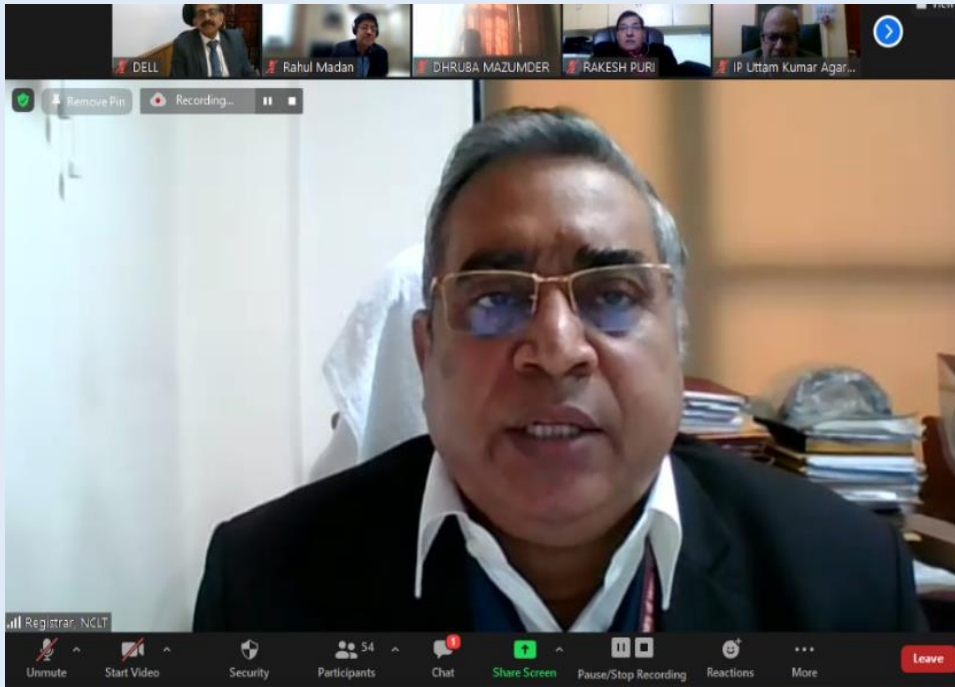 View
DELL
Rahul Madan
DHRUBA MAZUMDER
RAKESH PURI
IP Uttam Kumar Agar...
Remove Pin
Recording...
Registrar, NCLT
54
1
Unmute
Start Video
Security
Participants
Chat
Share Screen
Pause/Stop Recording
Reactions
More
Leave